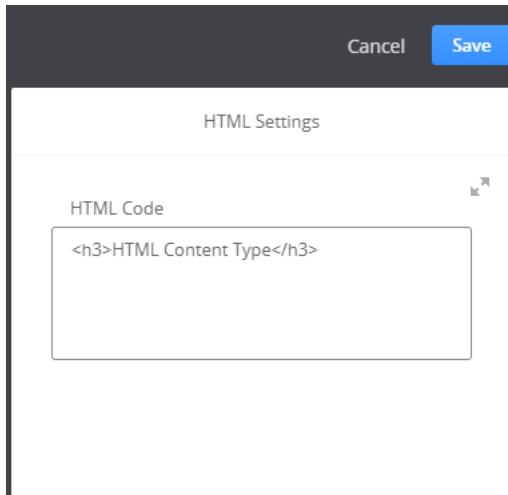 Cancel Save
HTML Settings
HTML Code
<h3>HTML Content Type</h3>